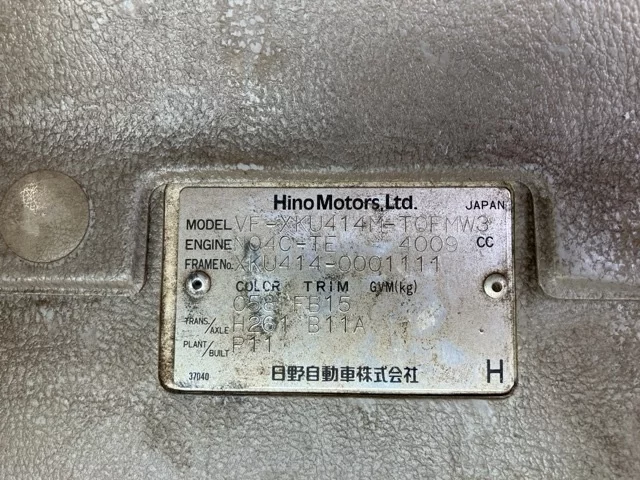 Hino Motors, Ltd. JAPAN
MODEL VF-XKU414M-TQFMW3
ENGINE N04C-TE 4009 CC
FRAME No. XKU414-0001111
COLOR TRIM GVM(kg)
FB15
TRANS/AXLE H261 B11A
PLANT/BUILT P11
37040 日野自動車株式会社 H